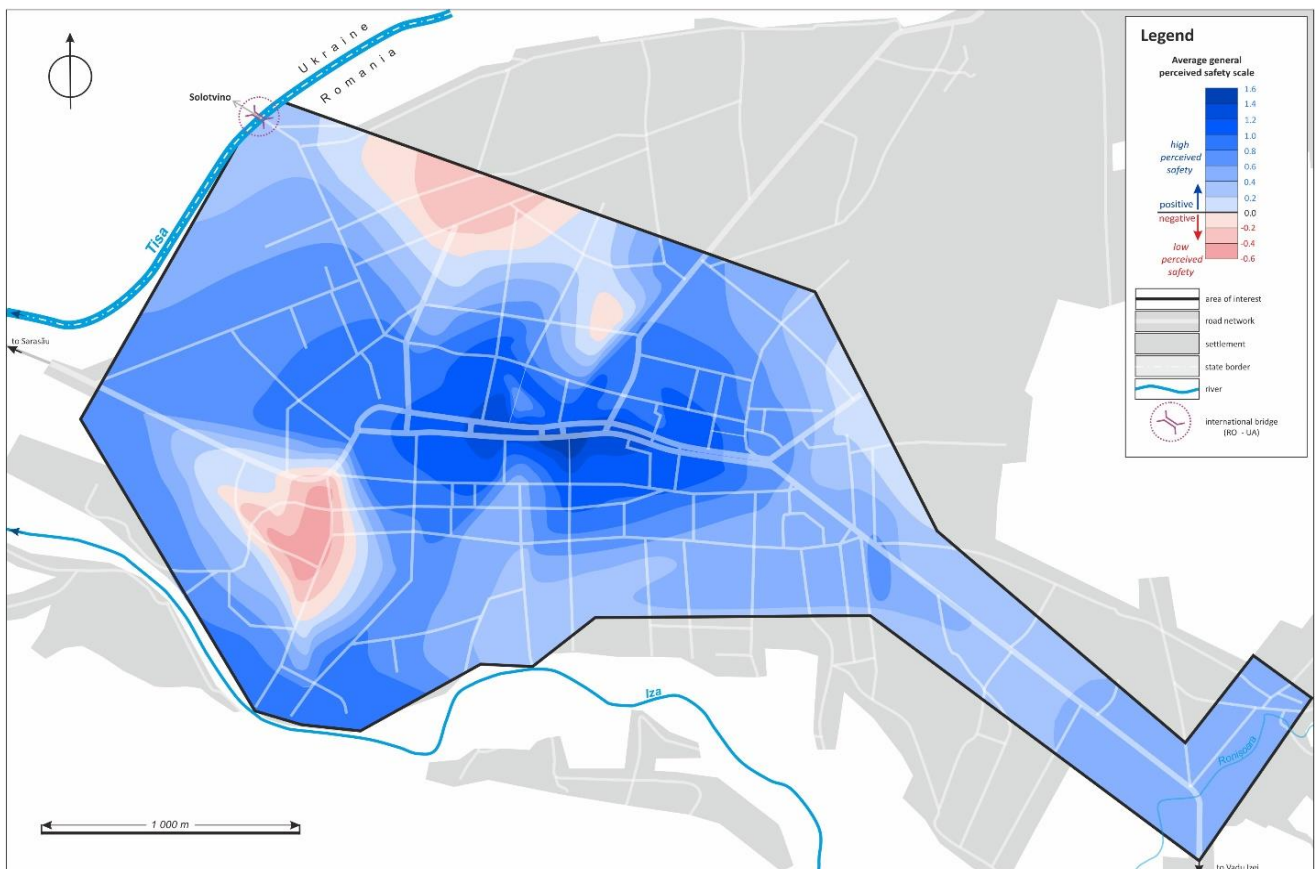 Ukraine
Romania
Solotvino
Tisa
to Sarasău
Iza
Ronișoara
to Vadu Izei
1 000 m
Legend
Average general
perceived safety scale
1.6
1.4
1.2
1.0
0.8
0.6
0.4
0.2
0.0
-0.2
-0.4
-0.6
high
perceived
safety
positive
negative
low
perceived
safety
area of interest
road network
settlement
state border
river
international bridge
(RO - UA)